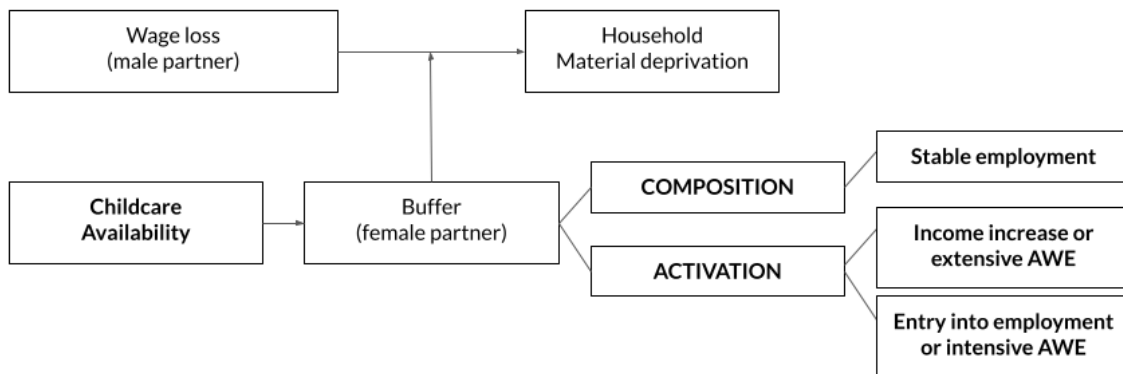 Wage loss
(male partner)
Household
Material deprivation
Childcare
Availability
Buffer
(female partner)
COMPOSITION
ACTIVATION
Stable employment
Income increase or
extensive AWE
Entry into employment
or intensive AWE